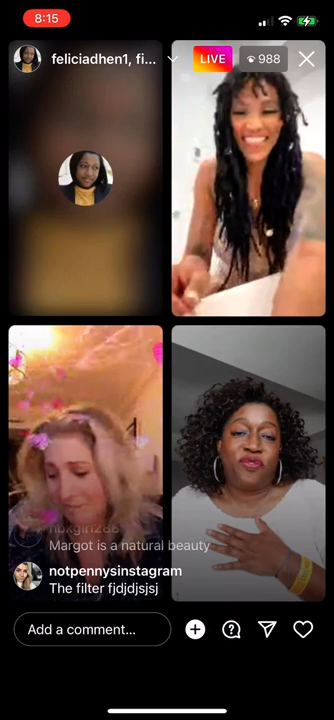 8:15
feliciadhen1, fi...
LIVE
988
Margot is a natural beauty
notpennysinstagram
The filter fjdjdjsjsj
Add a comment...